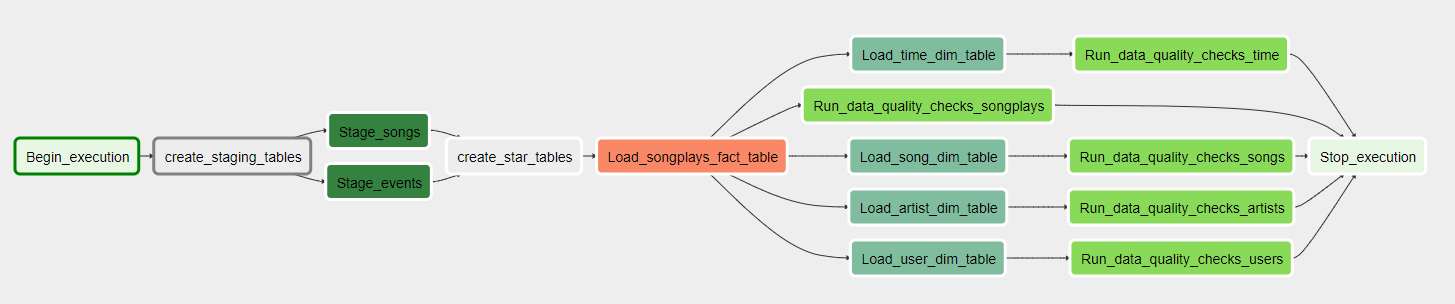 Begin_execution
create_staging_tables
Stage_songs
Stage_events
create_star_tables
Load_songplays_fact_table
Load_time_dim_table
Run_data_quality_checks_time
Run_data_quality_checks_songplays
Load_song_dim_table
Run_data_quality_checks_songs
Load_artist_dim_table
Run_data_quality_checks_artists
Load_user_dim_table
Run_data_quality_checks_users
Stop_execution